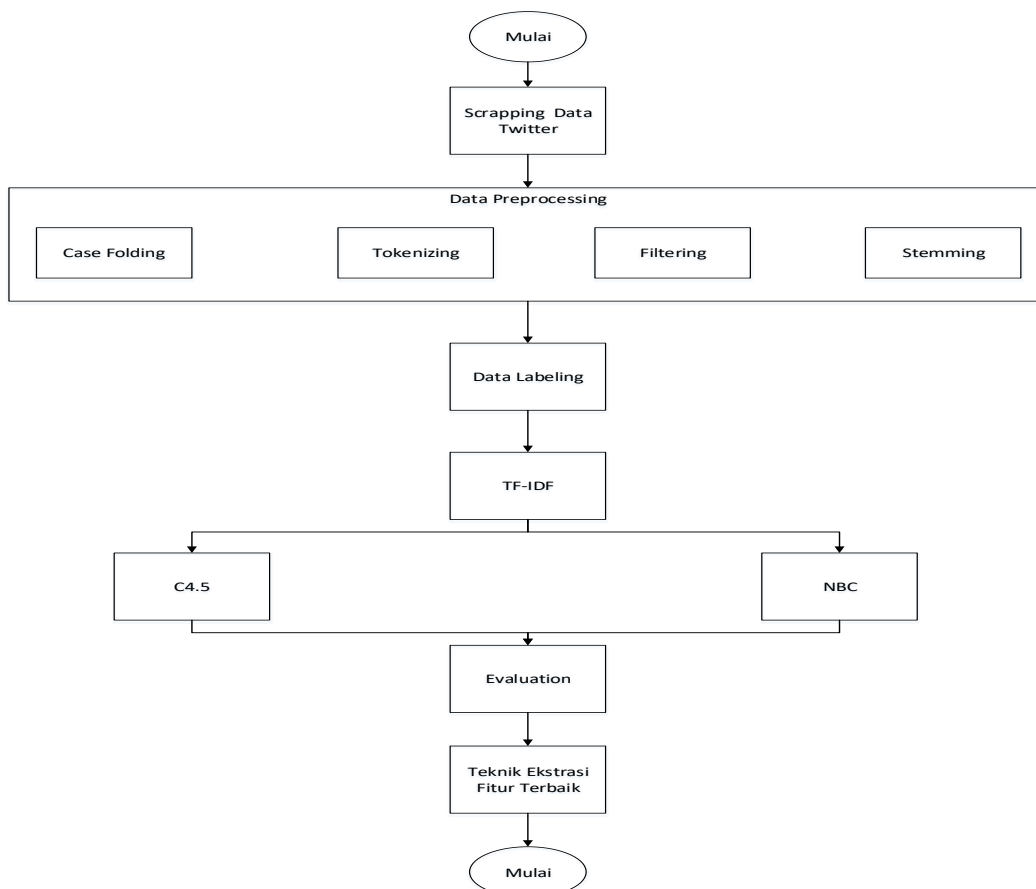 Mulai
Scrapping Data
Twitter
Data Preprocessing
Case Folding
Tokenizing
Filtering
Stemming
Data Labeling
TF-IDF
C4.5
NBC
Evaluation
Teknik Ekstrasi
Fitur Terbaik
Mulai